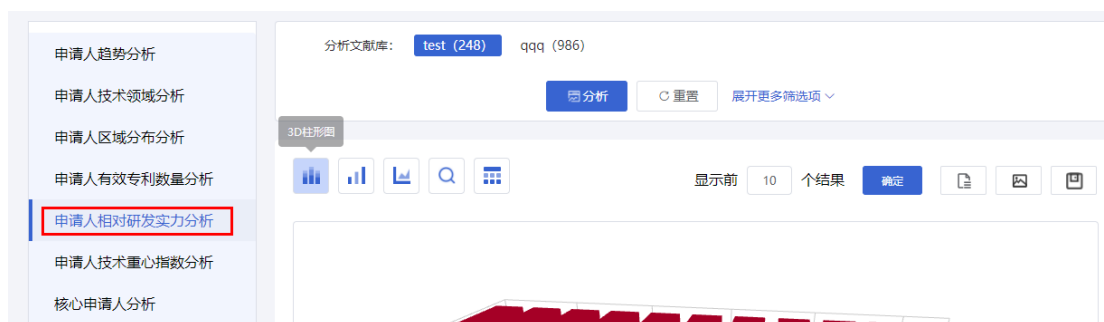 申请人趋势分析
申请人技术领域分析
申请人区域分布分析
申请人有效专利数量分析
申请人相对研发实力分析
申请人技术重心指数分析
核心申请人分析
分析文献库： test (248) qqq (986)
分析 重置 展开更多筛选项
3D柱形图
显示前 10 个结果 确定